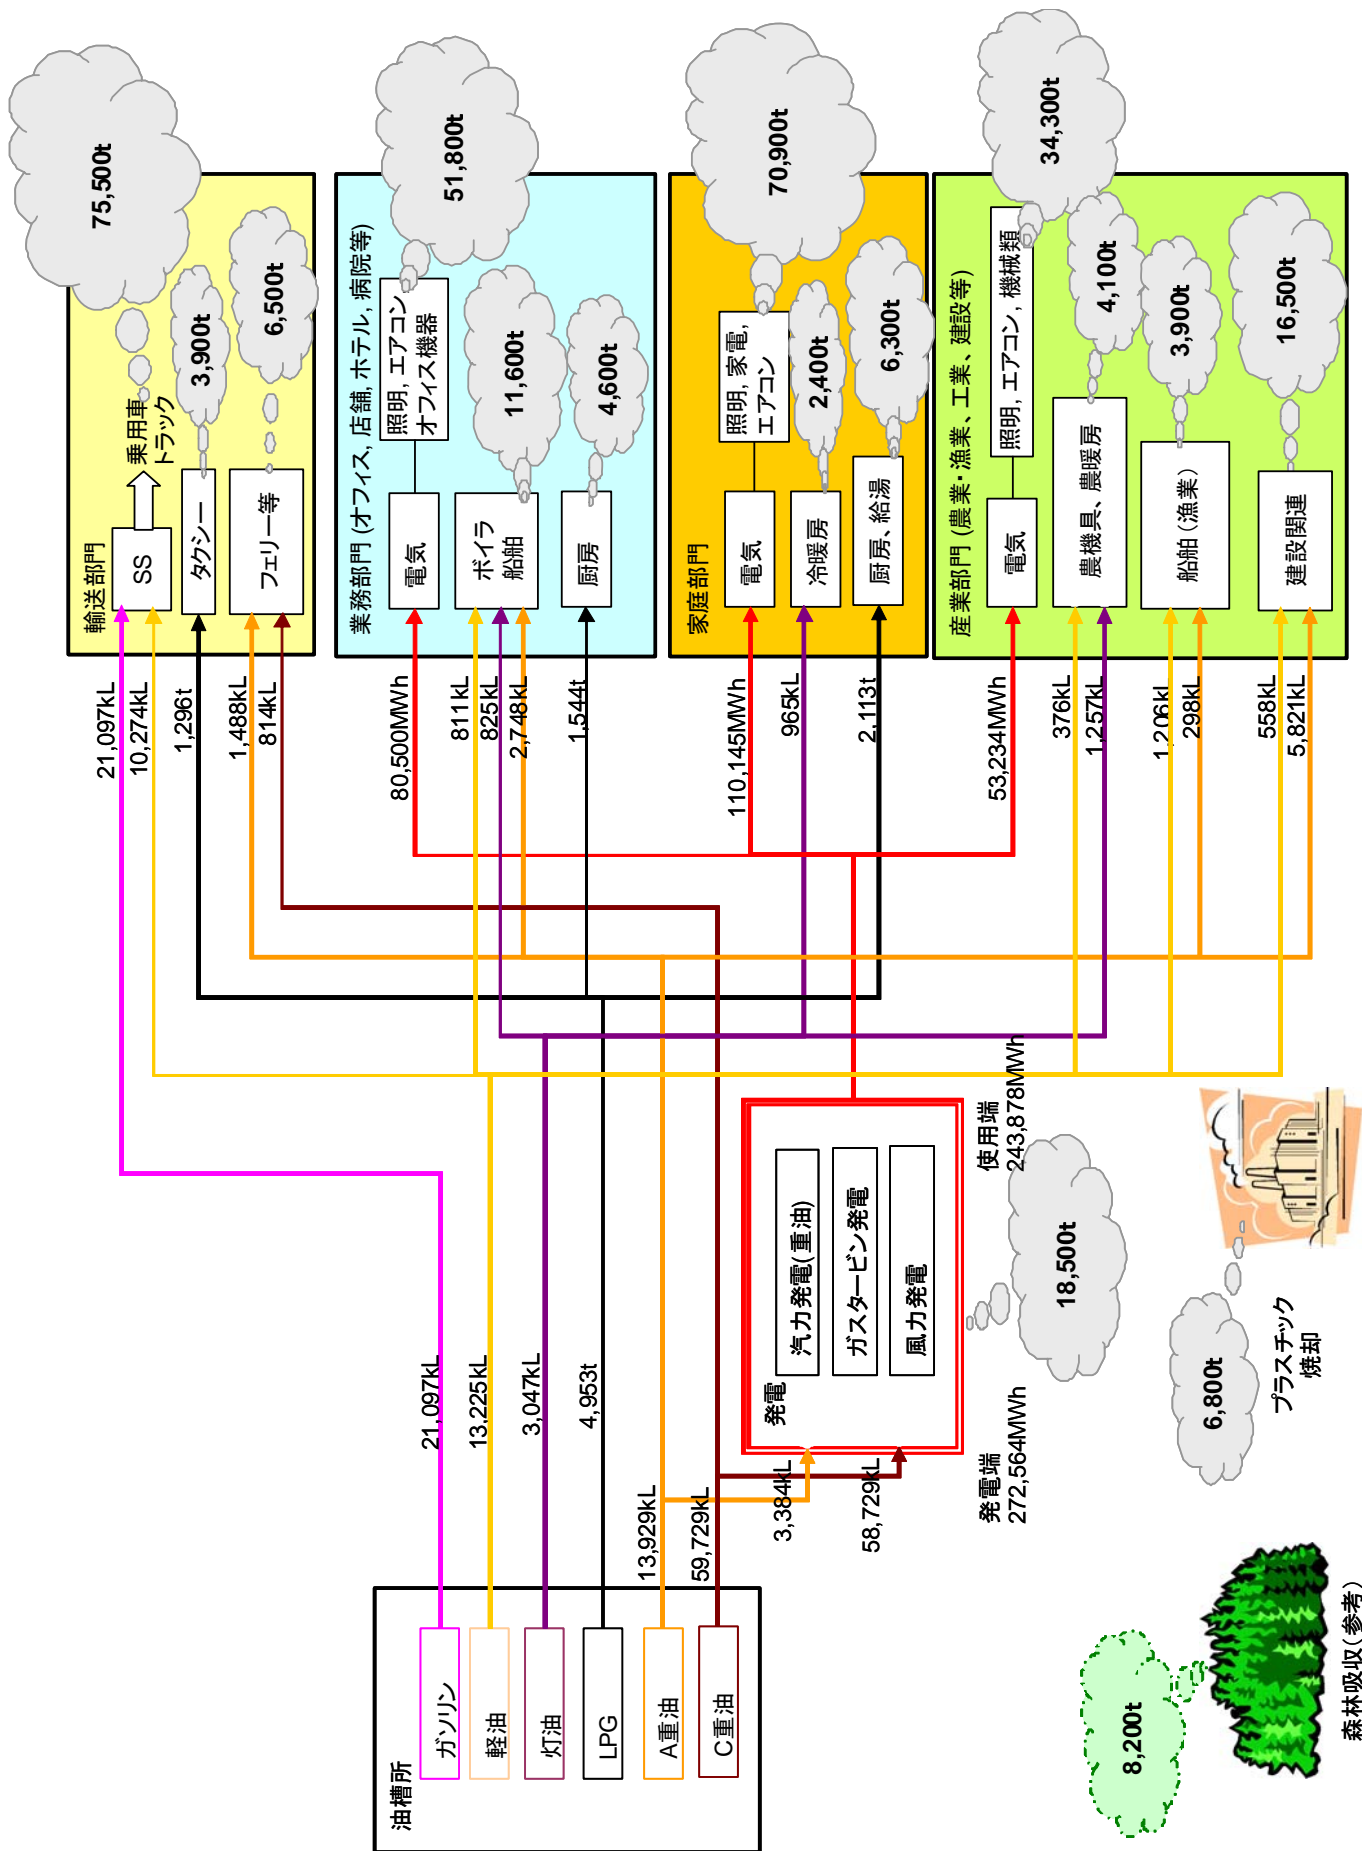 油槽所
ガソリン
軽油
灯油
LPG
A重油
C重油
21,097kL
13,225kL
3,047kL
4,953t
13,929kL
59,729kL
3,384kL
58,729kL
発電
汽力発電(重油)
ガスタービン発電
風力発電
発電端
272,564MWh
使用端
243,878MWh
18,500t
6,800t
プラスチック
焼却
8,200t
森林吸収(参考)
輸送部門
21,097kL
10,274kL
1,296t
1,488kL
814kL
SS
乗用車
トラック
タクシー
フェリー等
75,500t
3,900t
6,500t
業務部門 (オフィス, 店舗, ホテル, 病院等)
80,500MWh
811kL
825kL
2,748kL
1,544t
電気
照明, エアコン
オフィス機器
ボイラ
船舶
厨房
51,800t
11,600t
4,600t
家庭部門
110,145MWh
965kL
2,113t
電気
照明, 家電,
エアコン
冷暖房
厨房、給湯
70,900t
2,400t
6,300t
産業部門 (農業・漁業、工業、建設等)
53,234MWh
376kL
1,257kL
1,206kL
298kL
558kL
5,821kL
電気
照明, エアコン, 機械類
農機具、農暖房
船舶(漁業)
建設関連
34,300t
4,100t
3,900t
16,500t